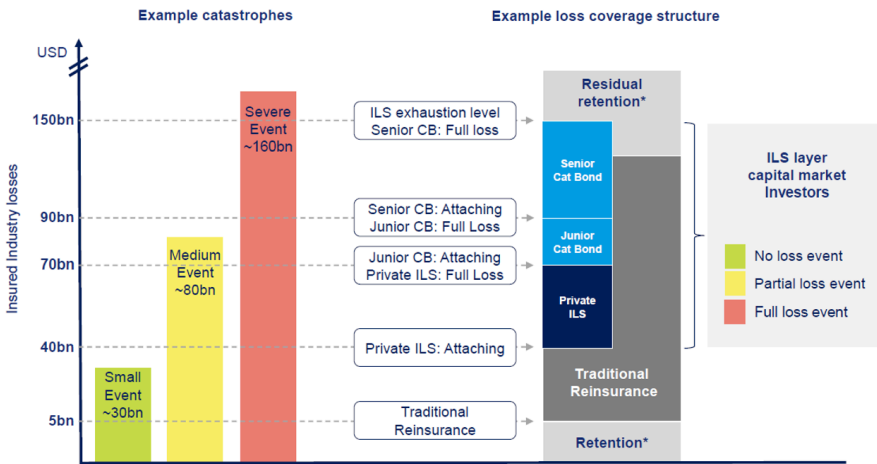 Example catastrophes
Example loss coverage structure
USD
Insured Industry losses
150bn
90bn
70bn
40bn
5bn
Small
Event
~30bn
Medium
Event
~80bn
Severe
Event
~160bn
ILS exhaustion level
Senior CB: Full loss
Senior CB: Attaching
Junior CB: Full Loss
Junior CB: Attaching
Private ILS: Full Loss
Private ILS: Attaching
Traditional
Reinsurance
Residual
retention*
Senior
Cat Bond
Junior
Cat Bond
Private
ILS
Traditional
Reinsurance
Retention*
ILS layer
capital market
Investors
No loss event
Partial loss event
Full loss event